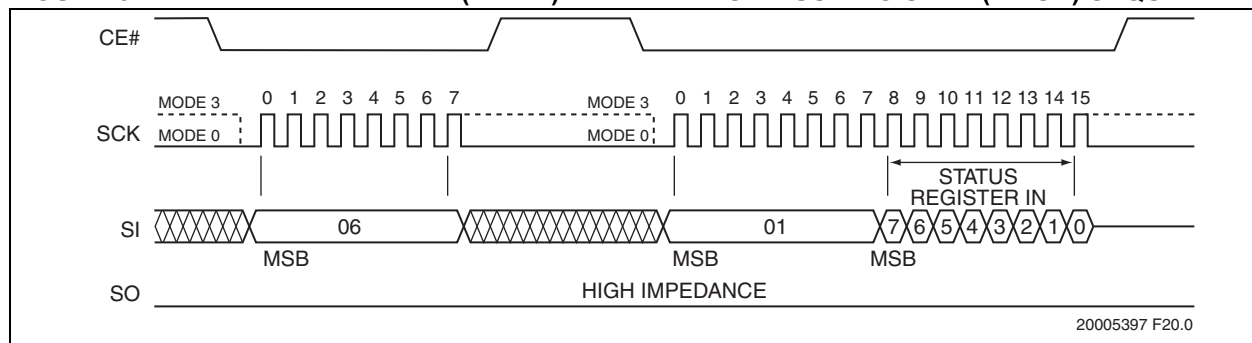 CE#
MODE 3 0 1 2 3 4 5 6 7 MODE 3 0 1 2 3 4 5 6 7 8 9 10 11 12 13 14 15
SCK MODE 0 MODE 0
STATUS
REGISTER IN
SI 06 01 7 6 5 4 3 2 1 0
MSB MSB MSB
SO HIGH IMPEDANCE
20005397 F20.0